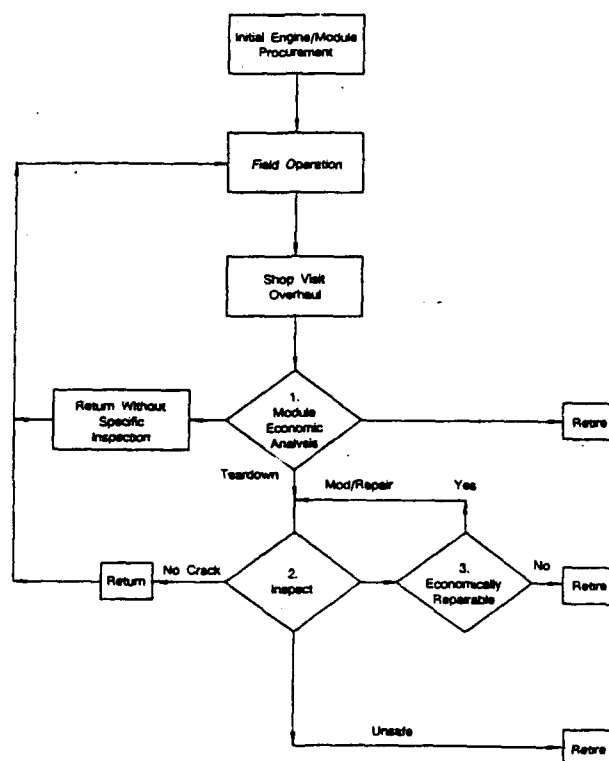 Initial Engine/Module
Procurement
Field Operation
Shop Visit
Overhaul
1.
Module
Economic
Analysis
Return Without
Specific
Inspection
Retire
Teardown
Mod/Repair
Yes
No Crack
Return
2.
Inspect
3.
Economically
Repairable
No
Retire
Unsafe
Retire